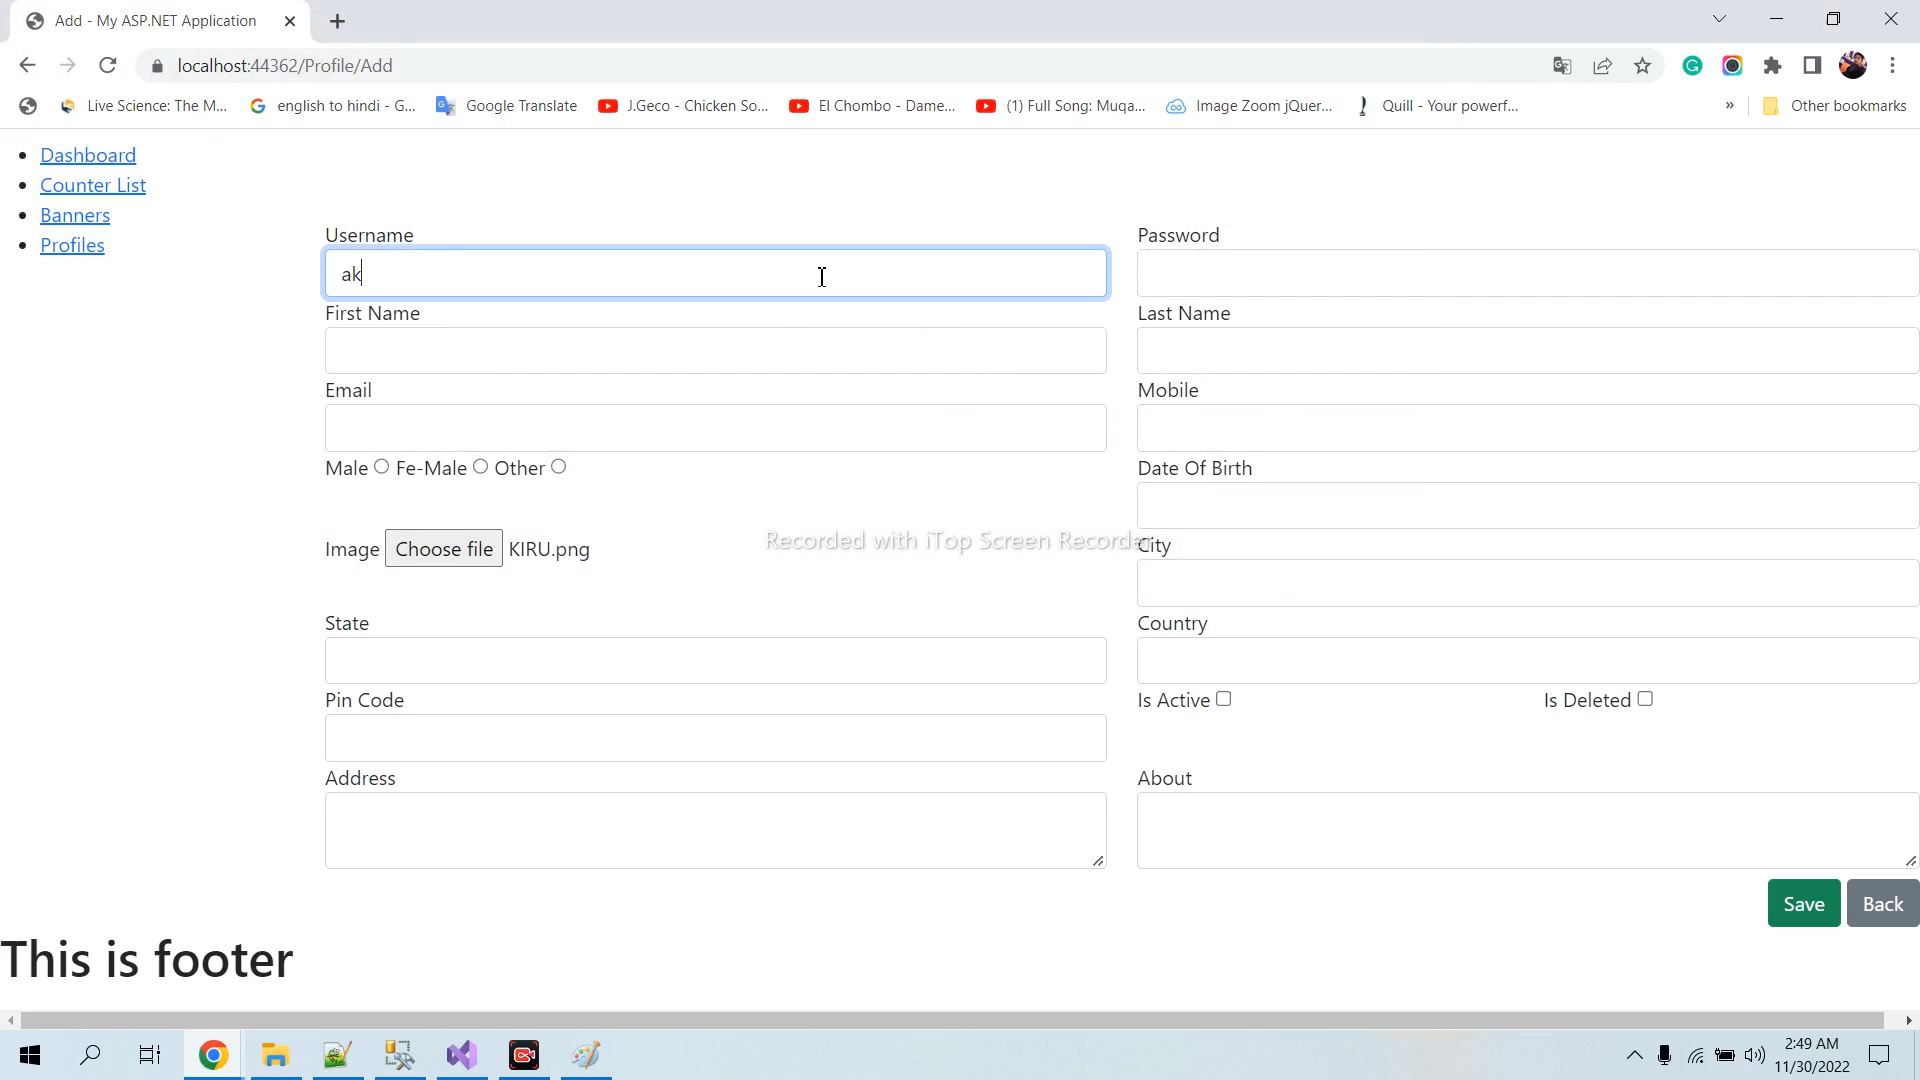 Add - My ASP.NET Application
localhost:44362/Profile/Add
Live Science: The M...
english to hindi - G...
Google Translate
J.Geco - Chicken So...
El Chombo - Dame...
(1) Full Song: Muqa...
Image Zoom jQuer...
Quill - Your powerf...
»
Other bookmarks
Dashboard
Counter List
Banners
Profiles
Username
Password
ak
First Name
Last Name
Email
Mobile
Male Fe-Male Other
Date Of Birth
Image Choose file KIRU.png
Recorded with iTop Screen Recorder
City
State
Country
Pin Code
Is Active
Is Deleted
Address
About
Save
Back
This is footer
2:49 AM
11/30/2022